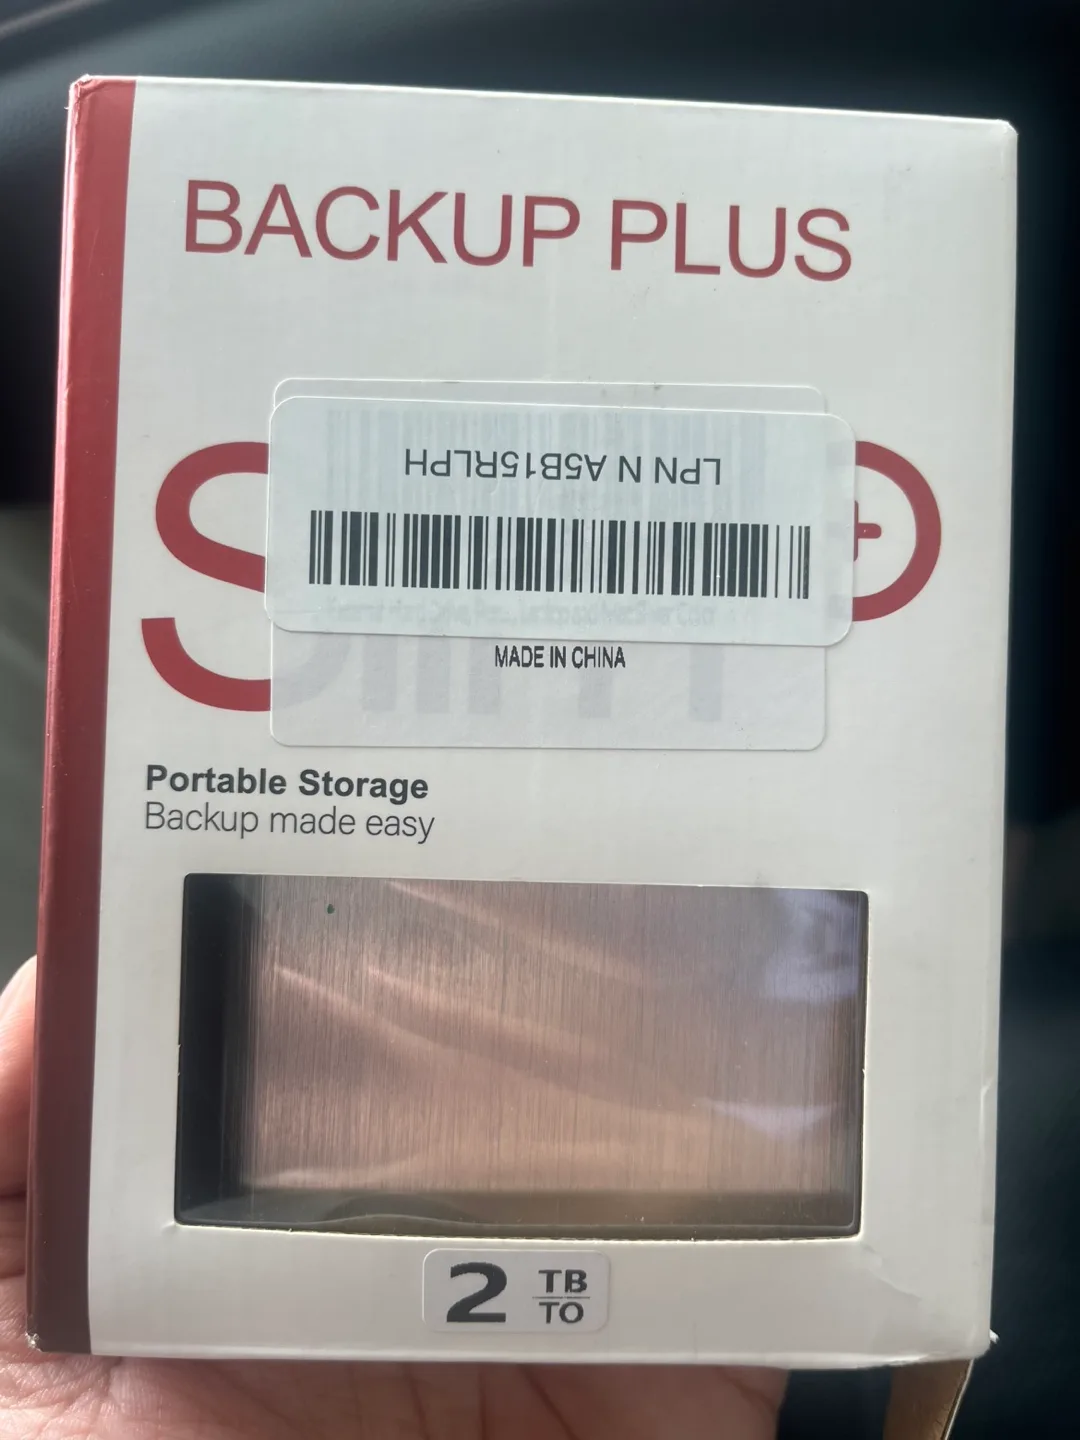 BACKUP PLUS
LPN N A5B15RLPH
MADE IN CHINA
Portable Storage
Backup made easy
2 TB
TO